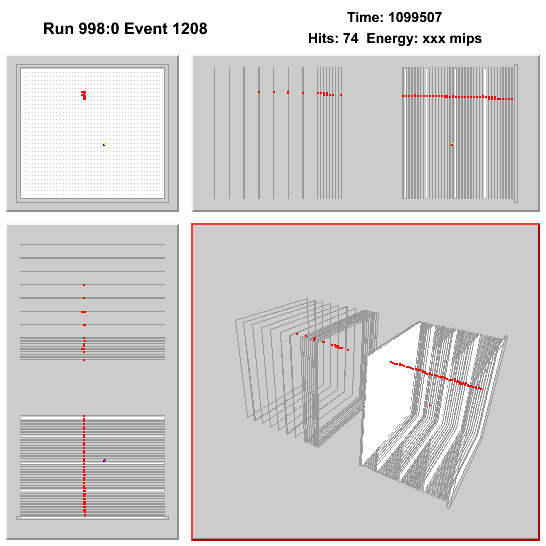 Run 998:0 Event 1208
Time: 1099507
Hits: 74 Energy: xxx mips